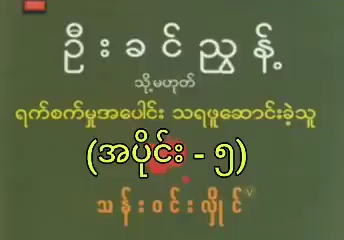 ဦးခင်ညွန့်
သို့မဟုတ်
ရက်စက်မှုအပေါင်း သရဖူဆောင်းခဲ့သူ
(အပိုင်း - ၅)
သန်းဝင်းလှိုင်